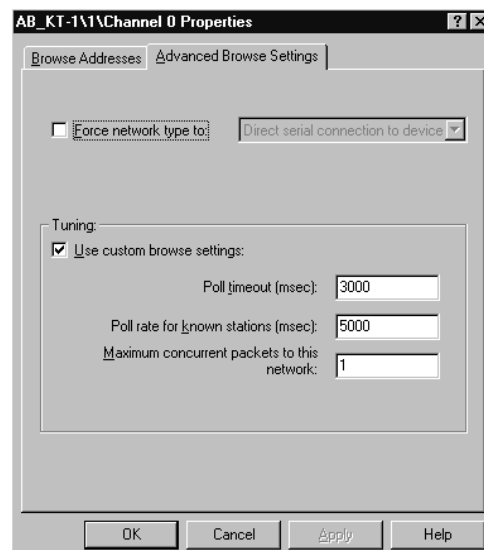 AB_KT-1\1\Channel 0 Properties
Browse Addresses
Advanced Browse Settings
Force network type to:
Direct serial connection to device
Tuning:
Use custom browse settings:
Poll timeout (msec):
3000
Poll rate for known stations (msec):
5000
Maximum concurrent packets to this
network:
1
OK
Cancel
Apply
Help